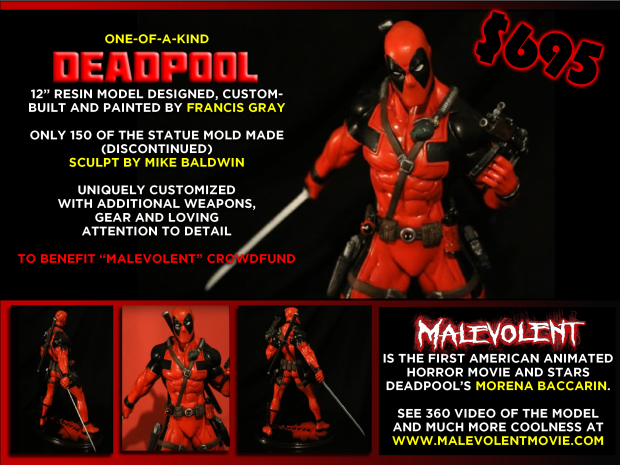 ONE-OF-A-KIND
DEADPOOL
12” RESIN MODEL DESIGNED, CUSTOM-
BUILT AND PAINTED BY FRANCIS GRAY
ONLY 150 OF THE STATUE MOLD MADE
(DISCONTINUED)
SCULPT BY MIKE BALDWIN
UNIQUELY CUSTOMIZED
WITH ADDITIONAL WEAPONS,
GEAR AND LOVING
ATTENTION TO DETAIL
TO BENEFIT “MALEVOLENT” CROWDFUND
$695
MALEVOLENT
IS THE FIRST AMERICAN ANIMATED
HORROR MOVIE AND STARS
DEADPOOL’S MORENA BACCARIN.
SEE 360 VIDEO OF THE MODEL
AND MUCH MORE COOLNESS AT
WWW.MALEVOLENTMOVIE.COM